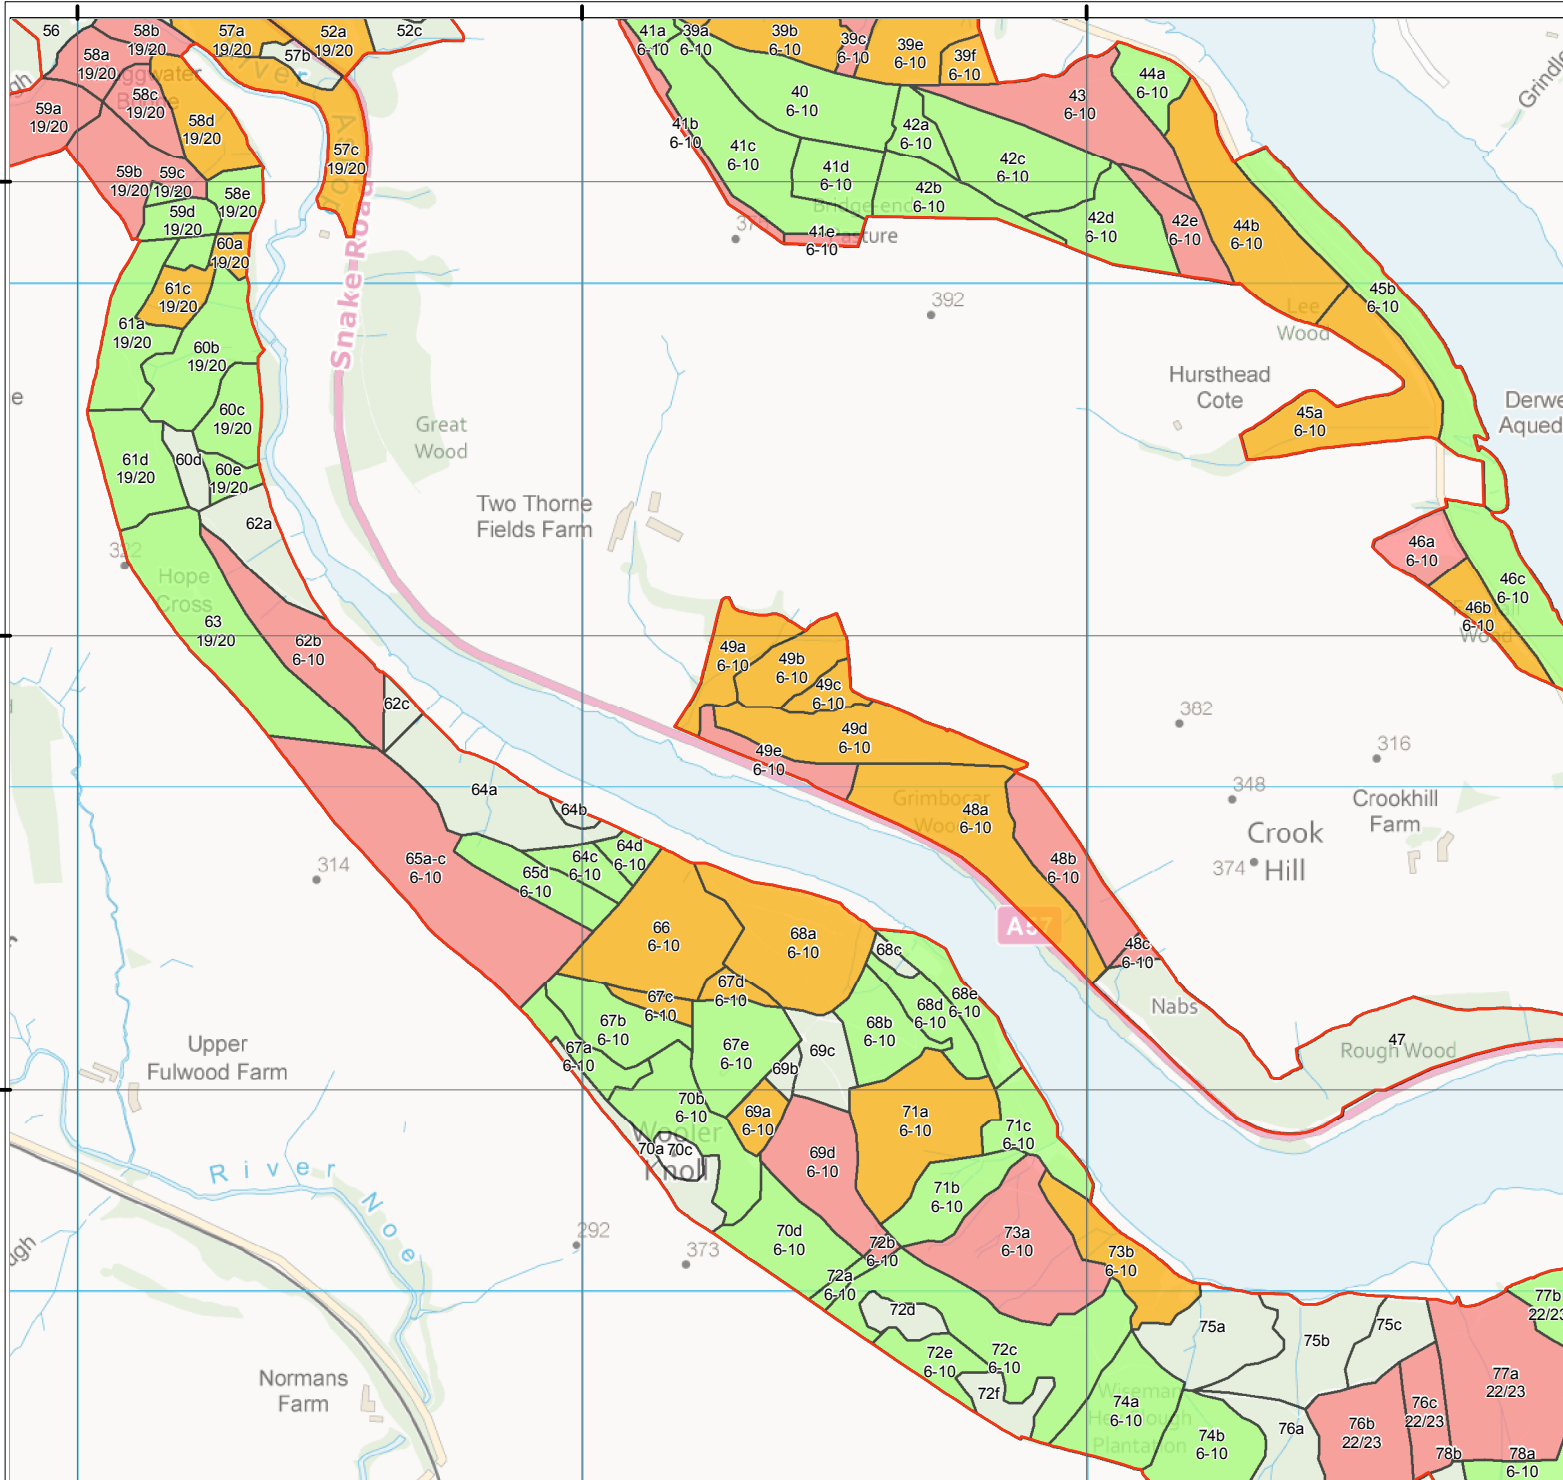 56
58b
19/20
57a
19/20
52a
19/20
52c
57b
58a
19/20
58c
19/20
59a
19/20
58d
19/20
57c
19/20
59b
19/20
59c
19/20
58e
19/20
59d
19/20
60a
19/20
61c
19/20
61a
19/20
60b
19/20
60c
19/20
61d
19/20
60d
60e
19/20
62a
Snake Road
River
Great
Wood
322
Hope
Cross
63
19/20
62b
6-10
62c
41a
6-10
39a
6-10
39b
6-10
39c
6-10
39e
6-10
39f
6-10
40
6-10
41b
6-10
41c
6-10
41d
6-10
42a
6-10
42b
6-10
42c
6-10
43
6-10
44a
6-10
42d
6-10
42e
6-10
44b
6-10
41e
6-10
Bridge-end
392
45b
6-10
Lee
Wood
Hursthead
Cote
45a
6-10
Derwe
Aqued
Grindle
Two Thorne
Fields Farm
46a
6-10
46b
6-10
46c
6-10
49a
6-10
49b
6-10
49c
6-10
49d
6-10
49e
6-10
Grimbocar
Wood
48a
6-10
48b
6-10
48c
6-10
A57
382
316
348
374
Crook
Hill
Crookhill
Farm
Nabs
47
Rough Wood
64a
64b
64c
6-10
64d
6-10
65d
6-10
65a-c
6-10
314
66
6-10
68a
6-10
68c
67d
6-10
67c
6-10
67b
6-10
67a
6-10
67e
6-10
68b
6-10
68d
6-10
68e
6-10
69c
69b
69a
6-10
70b
6-10
71a
6-10
71c
6-10
69d
6-10
70a
70c
Wooler
Knoll
71b
6-10
70d
6-10
72b
6-10
73a
6-10
73b
6-10
72a
6-10
72d
72e
6-10
72c
6-10
72f
74a
6-10
74b
6-10
75a
75b
75c
76a
76b
22/23
76c
22/23
77a
22/23
77b
22/23
78b
78a
6-10
Plantation
Upper
Fulwood Farm
River Noe
292
373
Normans
Farm